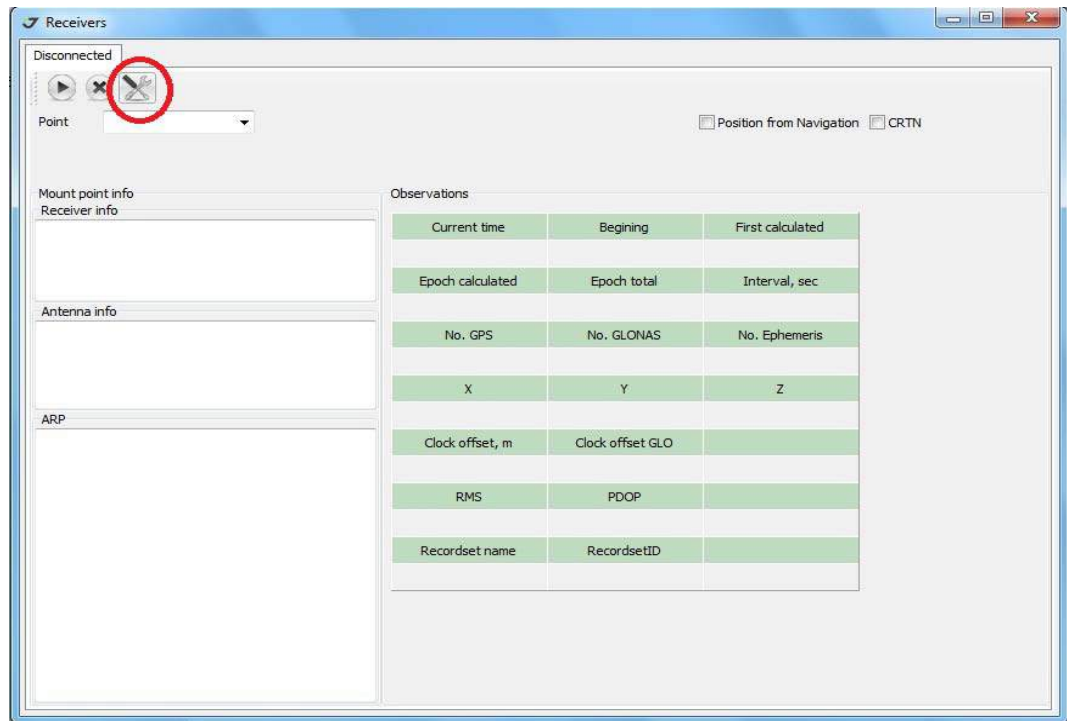 Receivers
Disconnected
Point
Position from Navigation CRTN
Mount point info
Receiver info
Antenna info
ARP
Observations
Current time Begining First calculated
Epoch calculated Epoch total Interval, sec
No. GPS No. GLONAS No. Ephemeris
X Y Z
Clock offset, m Clock offset GLO
RMS PDOP
Recordset name RecordsetID